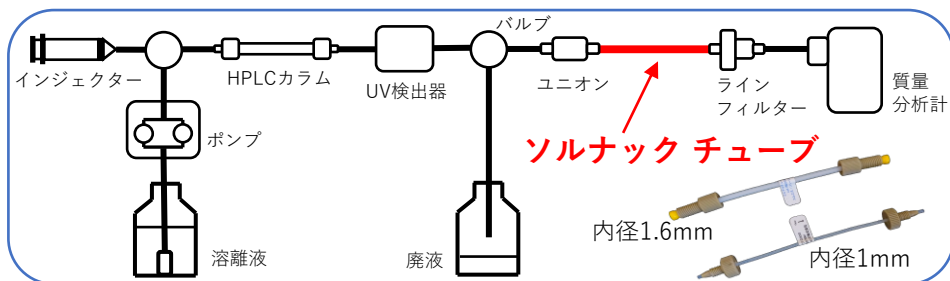 バルブ
インジェクター
HPLCカラム
UV検出器
ユニオン
ライン
フィルター
質量
分析計
ポンプ
ソルナック チューブ
内径1.6mm
内径1mm
溶離液
廃液